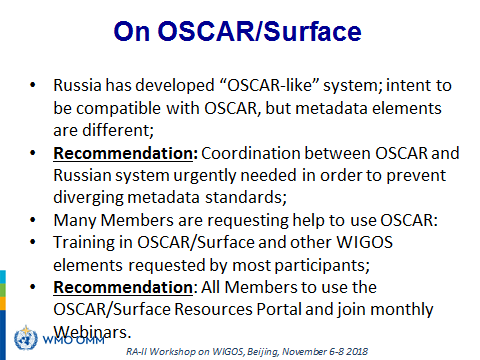 On OSCAR/Surface
• Russia has developed “OSCAR-like” system; intent to
be compatible with OSCAR, but metadata elements
are different;
• Recommendation: Coordination between OSCAR and
Russian system urgently needed in order to prevent
diverging metadata standards;
• Many Members are requesting help to use OSCAR:
• Training in OSCAR/Surface and other WIGOS
elements requested by most participants;
• Recommendation: All Members to use the
OSCAR/Surface Resources Portal and join monthly
Webinars.
WMO OMM
RA-II Workshop on WIGOS, Beijing, November 6-8 2018